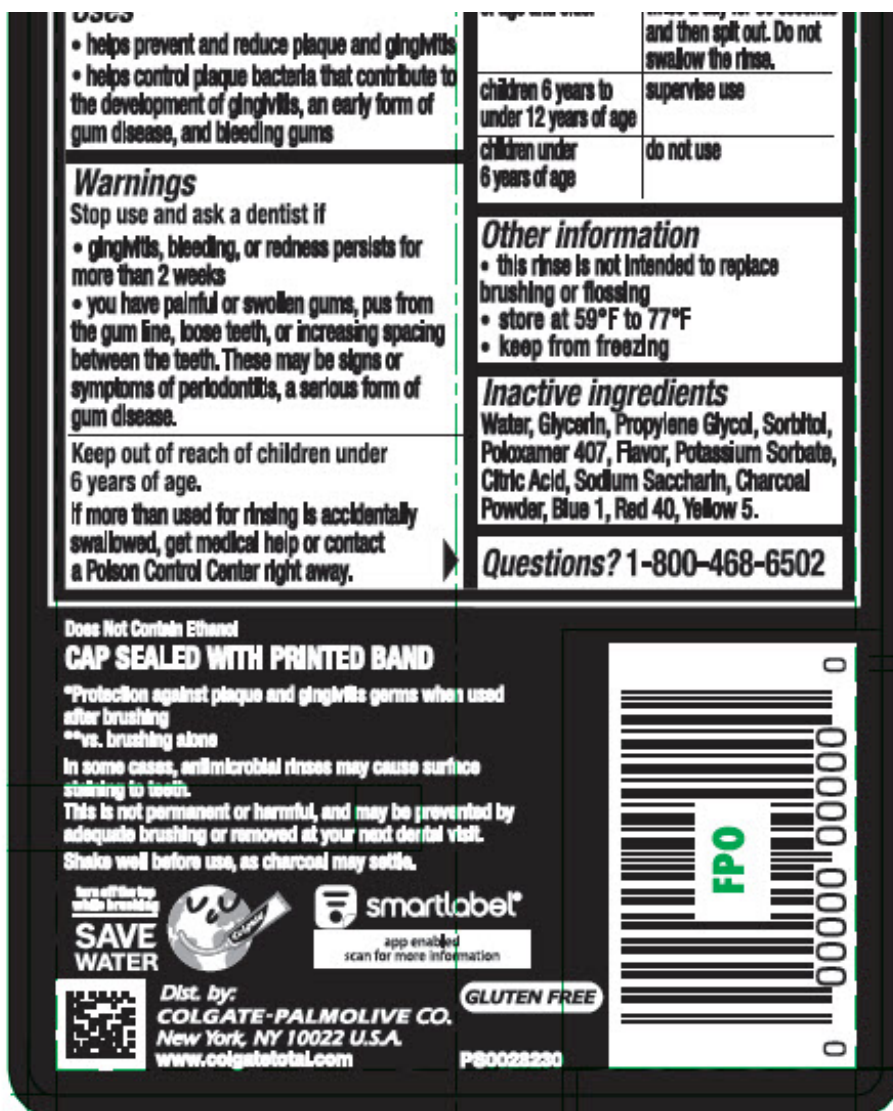 Uses
• helps prevent and reduce plaque and gingivitis
• helps control plaque bacteria that contribute to
the development of gingivitis, an early form of
gum disease, and bleeding gums
Warnings
Stop use and ask a dentist if
• gingivitis, bleeding, or redness persists for
more than 2 weeks
• you have painful or swollen gums, pus from
the gum line, loose teeth, or increasing spacing
between the teeth. These may be signs or
symptoms of periodontitis, a serious form of
gum disease.
Keep out of reach of children under
6 years of age.
If more than used for rinsing is accidentally
swallowed, get medical help or contact
a Poison Control Center right away.
and then spit out. Do not
swallow the rinse.
children 6 years to
under 12 years of age
supervise use
children under
6 years of age
do not use
Other information
• this rinse is not intended to replace
brushing or flossing
• store at 59°F to 77°F
• keep from freezing
Inactive ingredients
Water, Glycerin, Propylene Glycol, Sorbitol,
Poloxamer 407, Flavor, Potassium Sorbate,
Citric Acid, Sodium Saccharin, Charcoal
Powder, Blue 1, Red 40, Yellow 5.
Questions? 1-800-468-6502
Does Not Contain Ethanol
CAP SEALED WITH PRINTED BAND
*Protection against plaque and gingivitis germs when used
after brushing
**vs. brushing alone
In some cases, antimicrobial rinses may cause surface
staining to teeth.
This is not permanent or harmful, and may be prevented by
adequate brushing or removed at your next dental visit.
Shake well before use, as charcoal may settle.
turn off the tap
while brushing
SAVE
WATER
Colgate
smartlabel®
app enabled
scan for more information
Dist. by:
COLGATE-PALMOLIVE CO.
New York, NY 10022 U.S.A.
www.colgatetotal.com
GLUTEN FREE
PS0028230
FPO
0 00000 00000 0